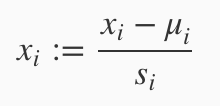 xᵢ := (xᵢ − μᵢ) / sᵢ